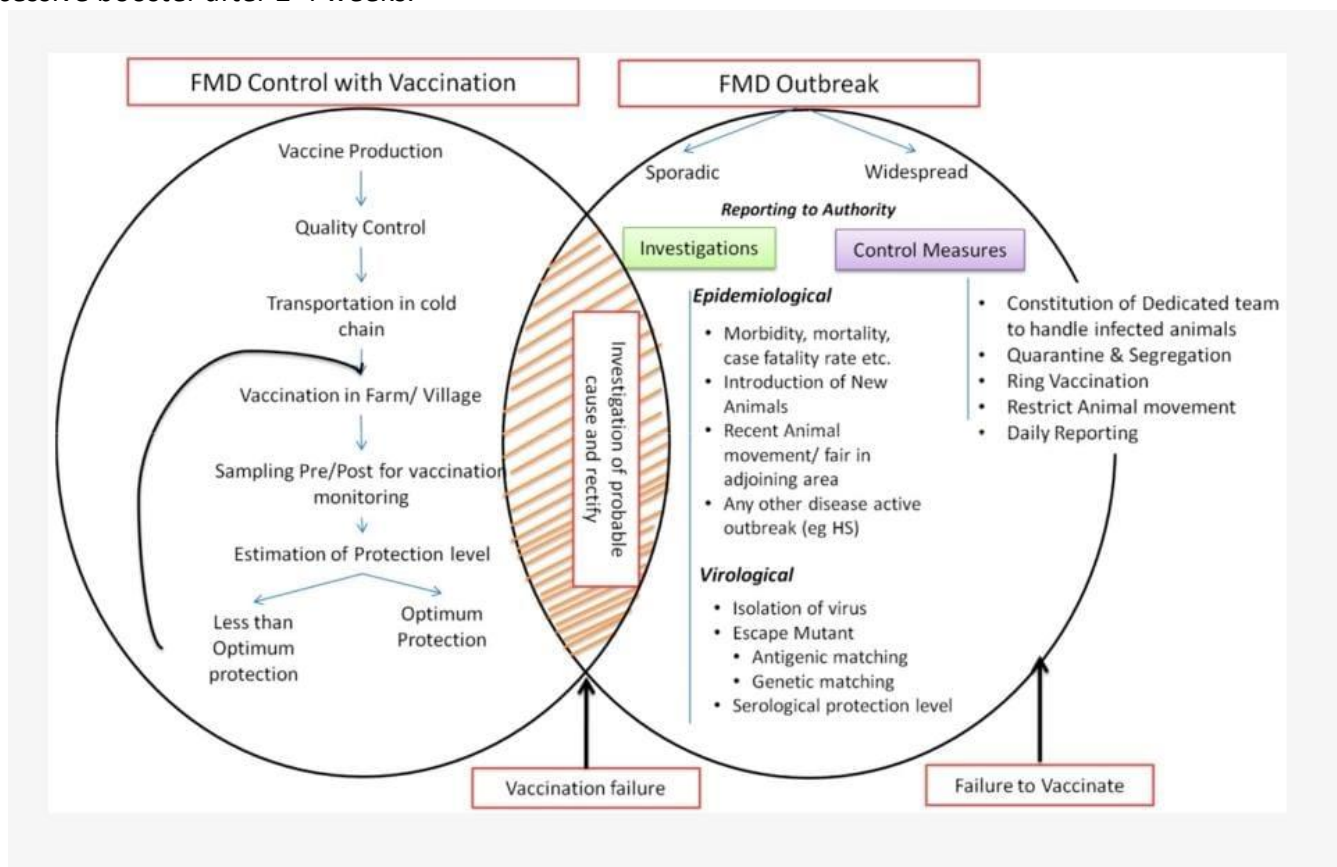 FMD Control with Vaccination
Vaccine Production
Quality Control
Transportation in cold
chain
Vaccination in Farm/ Village
Sampling Pre/Post for vaccination
monitoring
Estimation of Protection level
Less than
Optimum
protection
Optimum
Protection
Investigation of probable
cause and rectify
Vaccination failure
FMD Outbreak
Sporadic
Widespread
Reporting to Authority
Investigations
Epidemiological
• Morbidity, mortality,
case fatality rate etc.
• Introduction of New
Animals
• Recent Animal
movement/ fair in
adjoining area
• Any other disease active
outbreak (eg HS)
Virological
• Isolation of virus
• Escape Mutant
• Antigenic matching
• Genetic matching
• Serological protection level
Control Measures
• Constitution of Dedicated team
to handle infected animals
• Quarantine & Segregation
• Ring Vaccination
• Restrict Animal movement
• Daily Reporting
Failure to Vaccinate